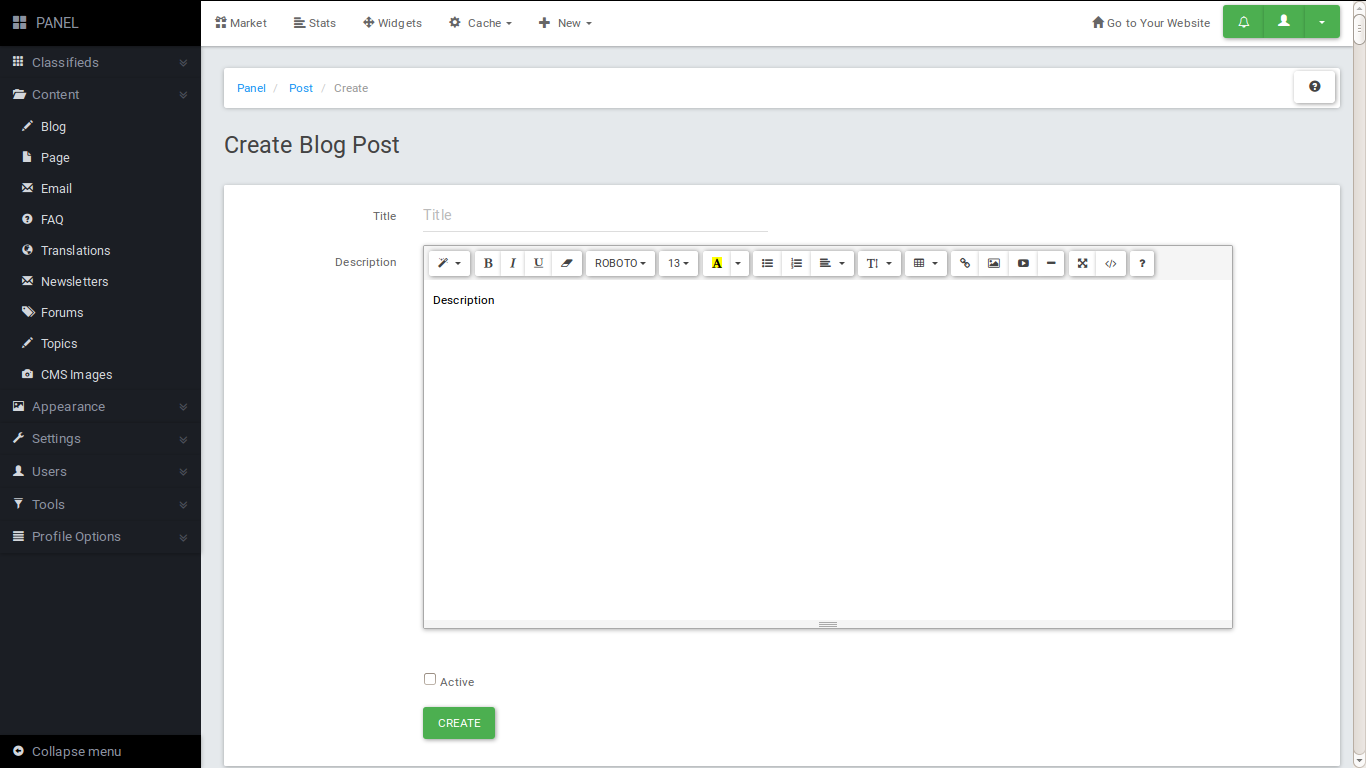 PANEL
Market Stats Widgets Cache New Go to Your Website
Classifieds
Content
Blog
Page
Email
FAQ
Translations
Newsletters
Forums
Topics
CMS Images
Appearance
Settings
Users
Tools
Profile Options
Collapse menu
Panel / Post / Create
Create Blog Post
Title Title
Description
B I U ROBOTO 13 A T! </> ?
Description
Active
CREATE